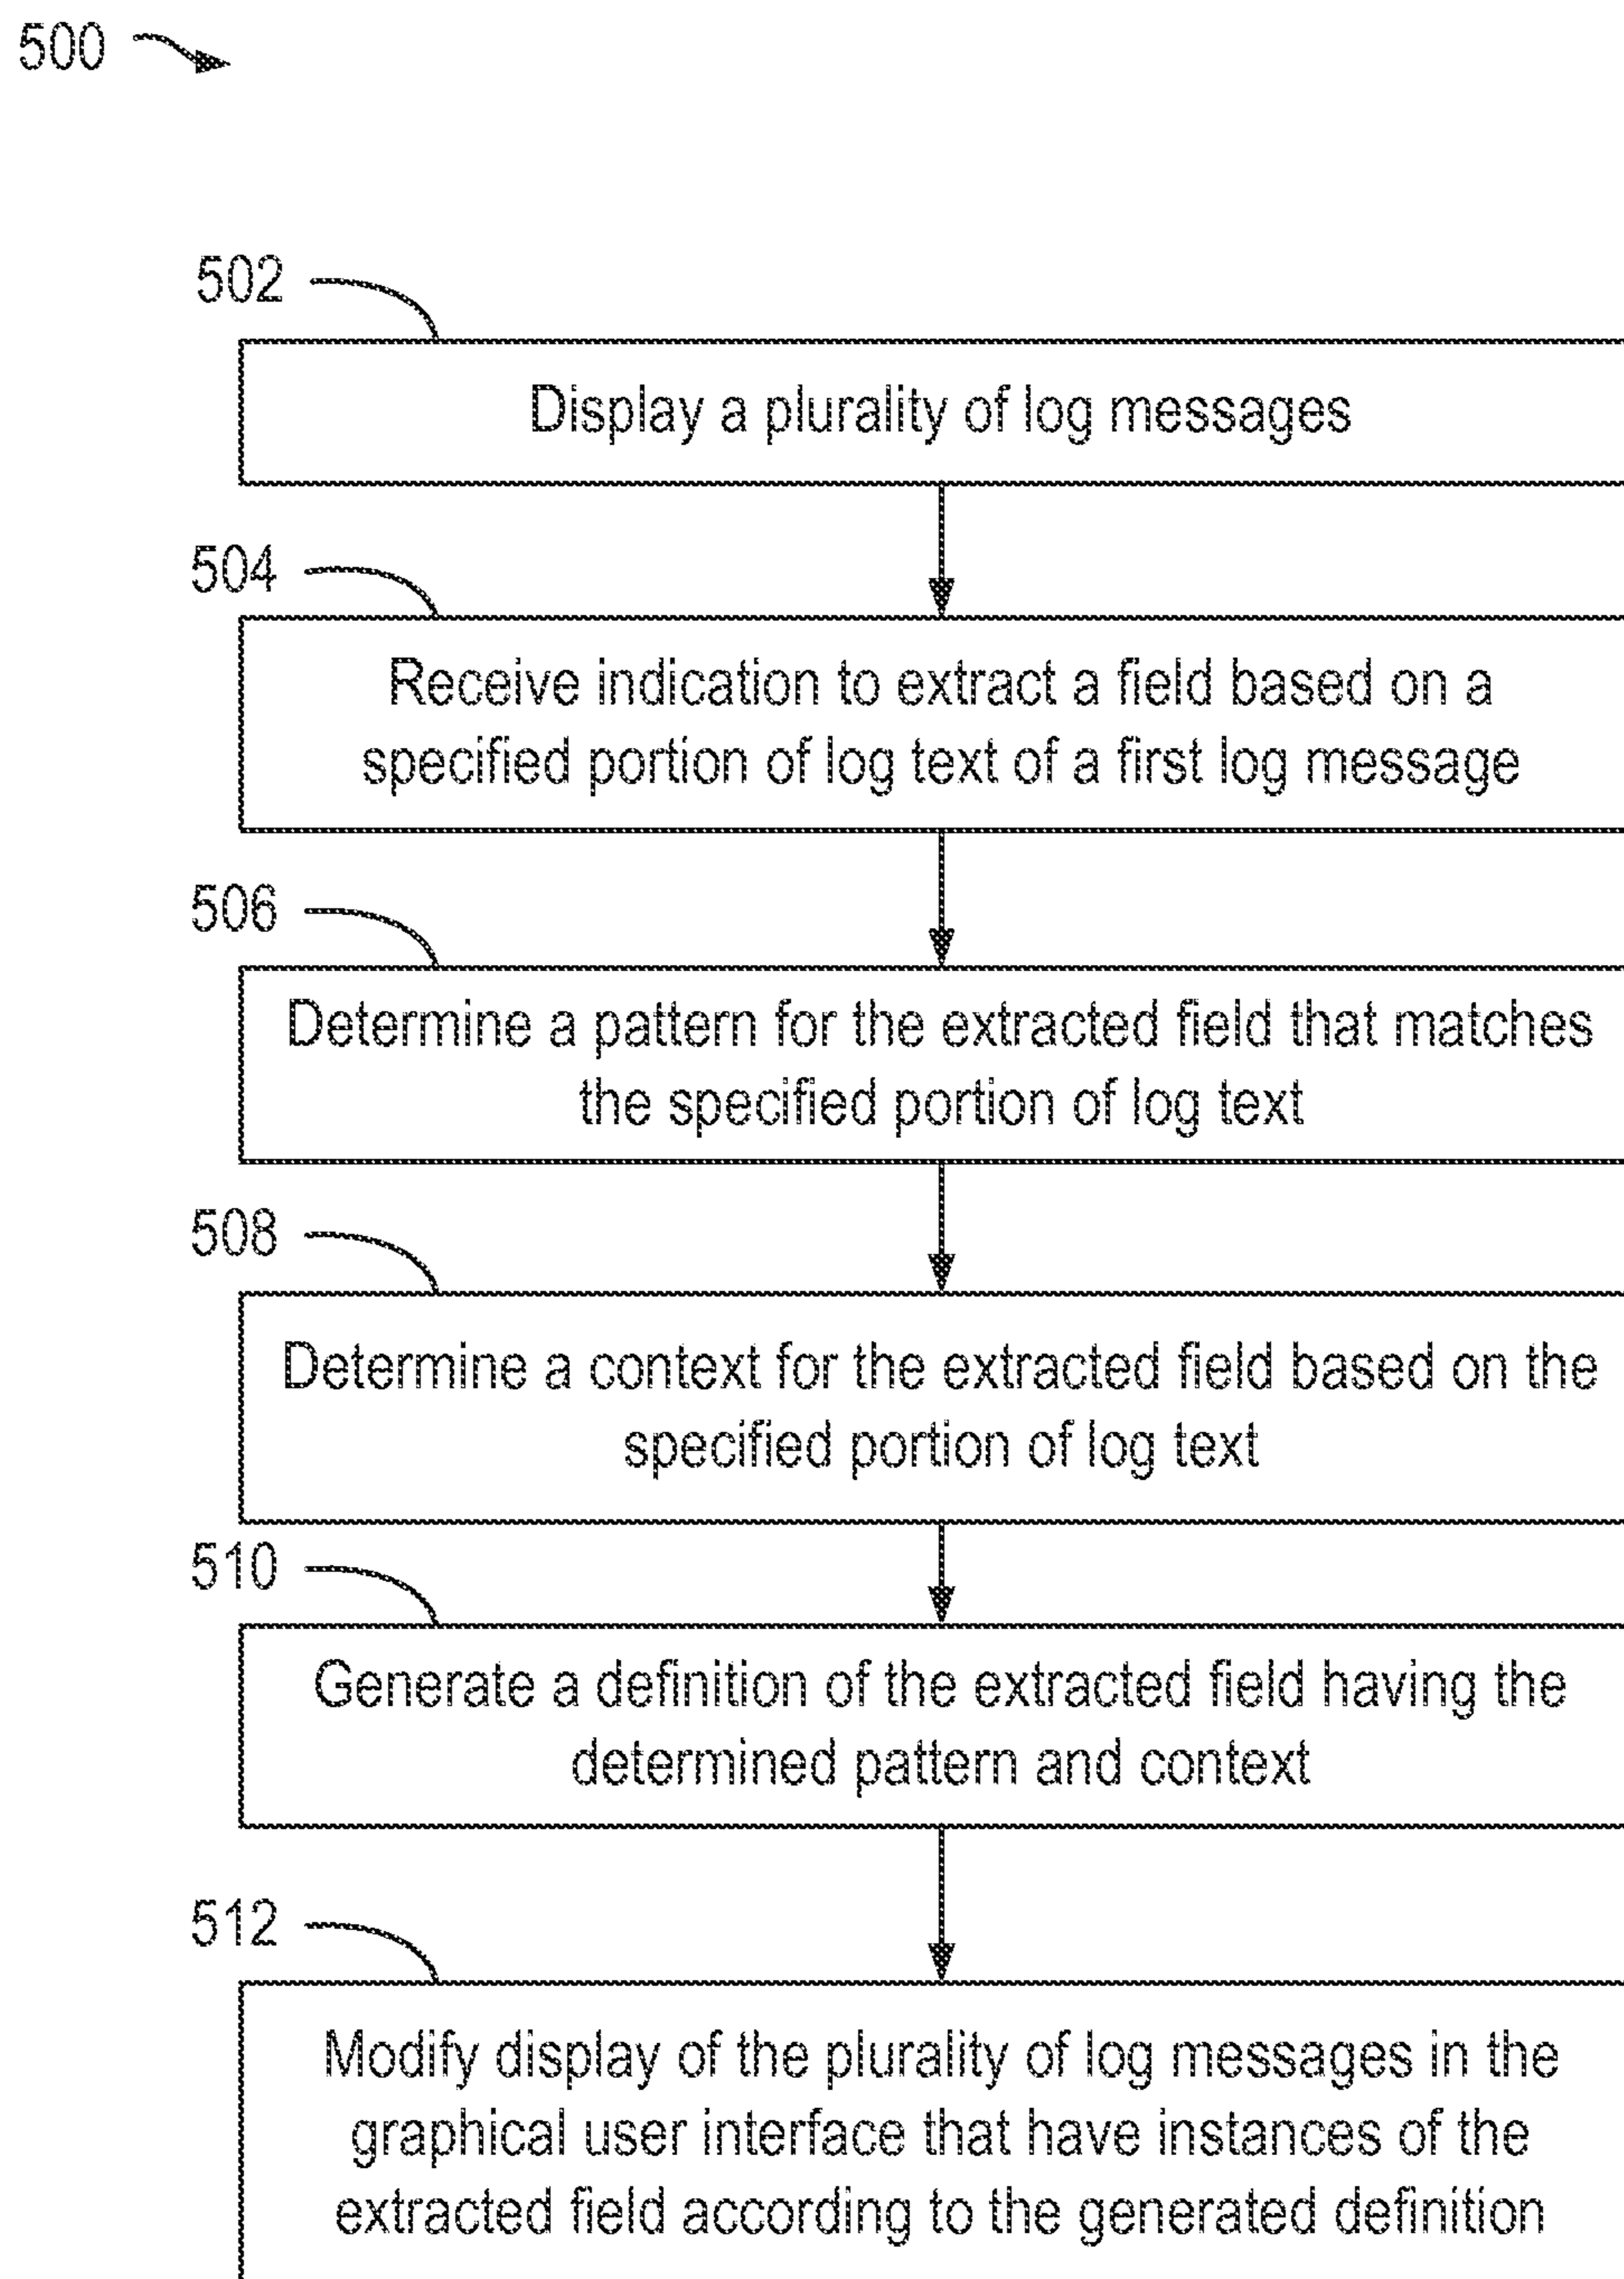 500
502
Display a plurality of log messages
504
Receive indication to extract a field based on a
specified portion of log text of a first log message
506
Determine a pattern for the extracted field that matches
the specified portion of log text
508
Determine a context for the extracted field based on the
specified portion of log text
510
Generate a definition of the extracted field having the
determined pattern and context
512
Modify display of the plurality of log messages in the
graphical user interface that have instances of the
extracted field according to the generated definition